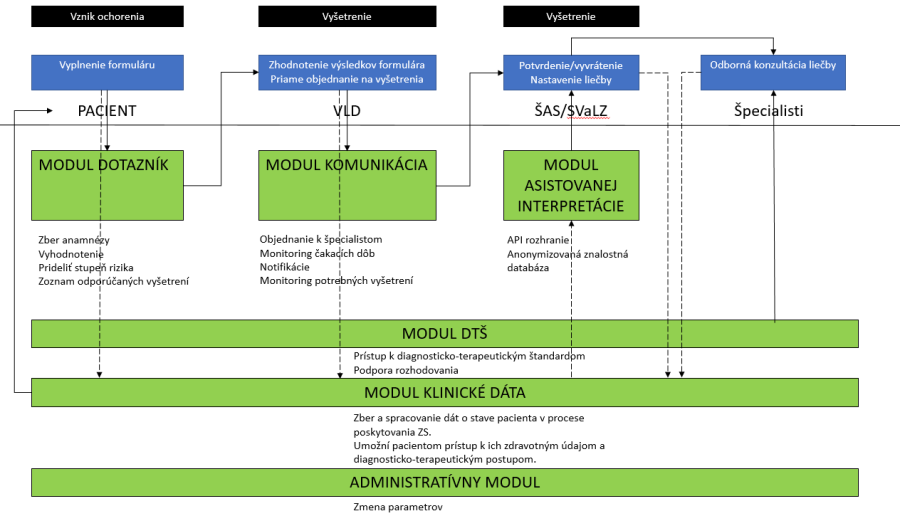 Vznik ochorenia
Vyšetrenie
Vyšetrenie
Vyplnenie formuláru
Zhodnotenie výsledkov formulára
Priame objednanie na vyšetrenia
Potvrdenie/vyvrátenie
Nastavenie liečby
Odborná konzultácia liečby
PACIENT
VLD
ŠAS/SVaLZ
Špecialisti
MODUL DOTAZNÍK
MODUL KOMUNIKÁCIA
MODUL
ASISTOVANEJ
INTERPRETÁCIE
Zber anamnézy
Vyhodnotenie
Prideliť stupeň rizika
Zoznam odporúčaných vyšetrení
Objednanie k špecialistom
Monitoring čakacích dôb
Notifikácie
Monitoring potrebných vyšetrení
API rozhranie
Anonymizovaná znalostná
databáza
MODUL DTŠ
Prístup k diagnosticko-terapeutickým štandardom
Podpora rozhodovania
MODUL KLINICKÉ DÁTA
Zber a spracovanie dát o stave pacienta v procese
poskytovania ZS.
Umožní pacientom prístup k ich zdravotným údajom a
diagnosticko-terapeutickým postupom.
ADMINISTRATÍVNY MODUL
Zmena parametrov